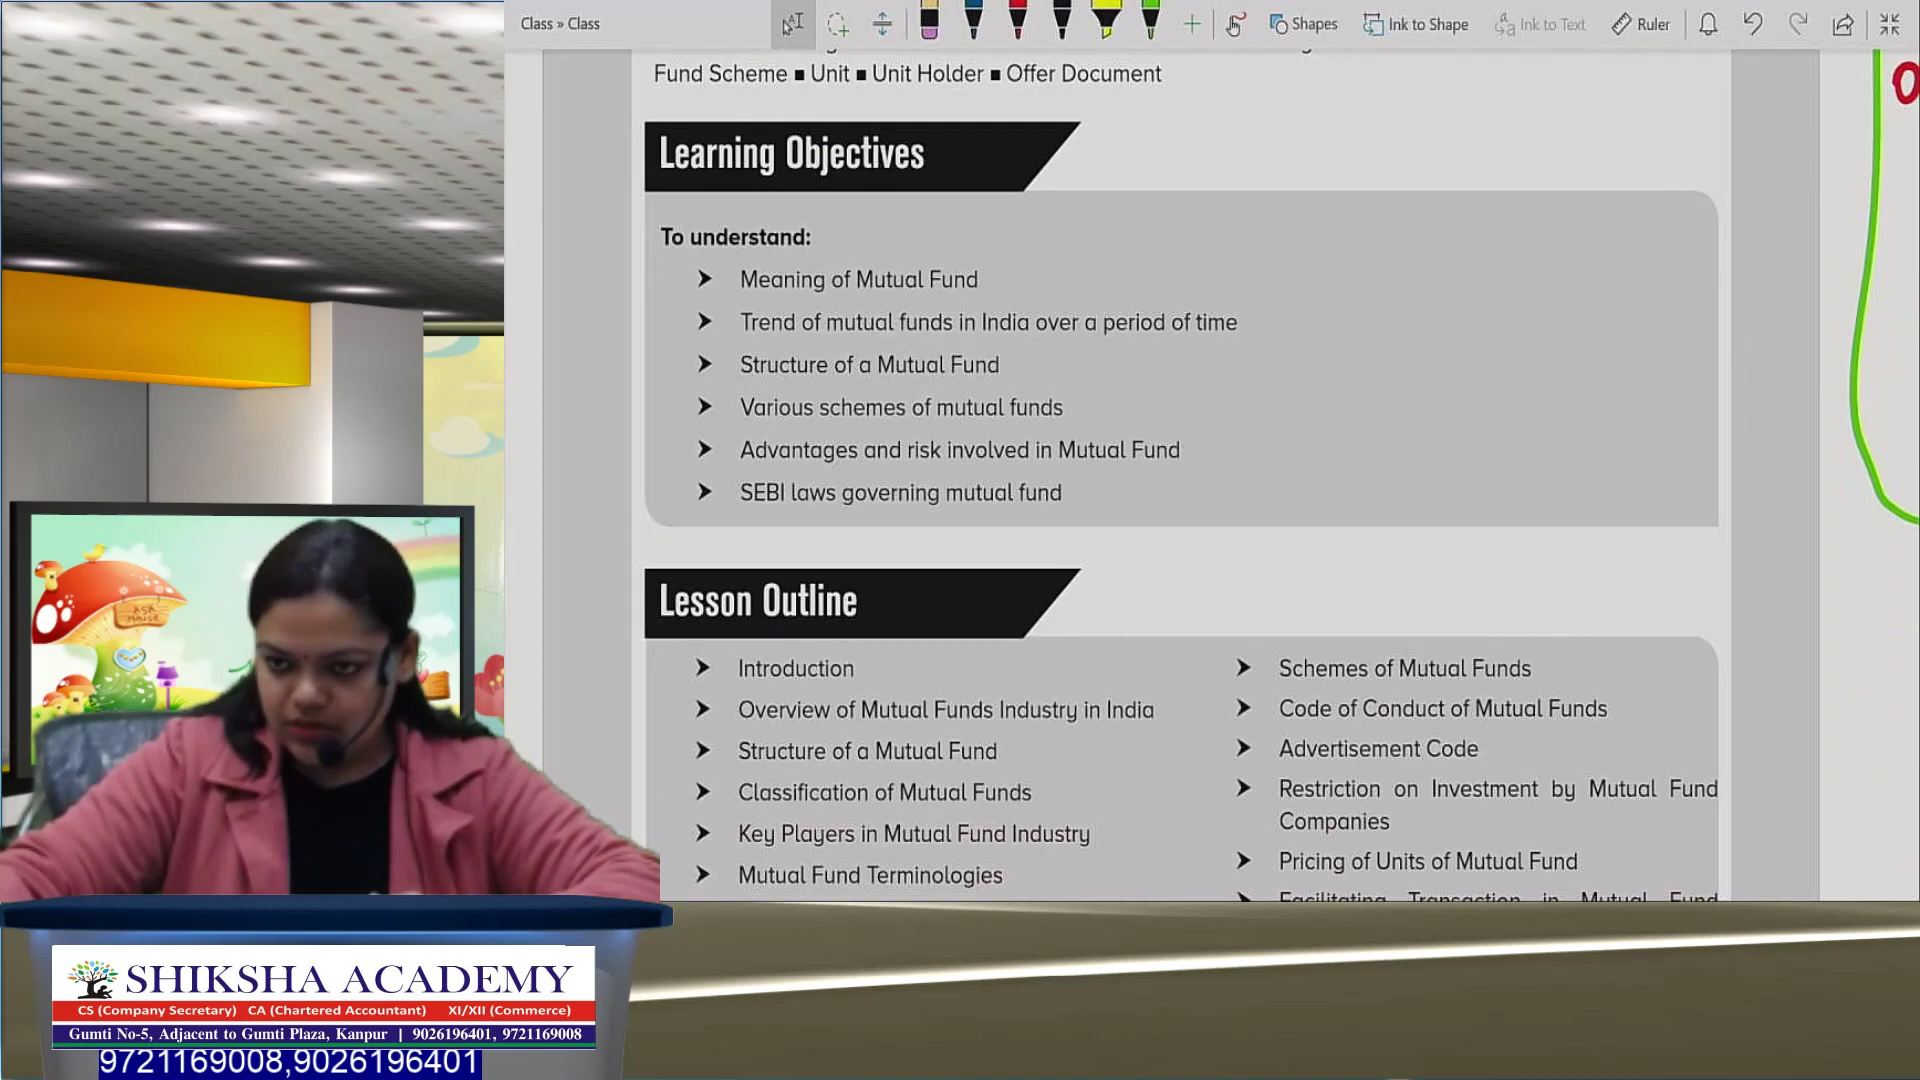 Class » Class
Shapes
Ink to Shape
Ink to Text
Ruler
Fund Scheme ■ Unit ■ Unit Holder ■ Offer Document
Learning Objectives
To understand:
➤ Meaning of Mutual Fund
➤ Trend of mutual funds in India over a period of time
➤ Structure of a Mutual Fund
➤ Various schemes of mutual funds
➤ Advantages and risk involved in Mutual Fund
➤ SEBI laws governing mutual fund
Lesson Outline
➤ Introduction
➤ Overview of Mutual Funds Industry in India
➤ Structure of a Mutual Fund
➤ Classification of Mutual Funds
➤ Key Players in Mutual Fund Industry
➤ Mutual Fund Terminologies
➤ Schemes of Mutual Funds
➤ Code of Conduct of Mutual Funds
➤ Advertisement Code
➤ Restriction on Investment by Mutual Fund
Companies
➤ Pricing of Units of Mutual Fund
➤ Facilitating Transaction in Mutual Fund
SHIKSHA ACADEMY
CS (Company Secretary) CA (Chartered Accountant) XI/XII (Commerce)
Gumti No-5, Adjacent to Gumti Plaza, Kanpur | 9026196401, 9721169008
9721169008,9026196401